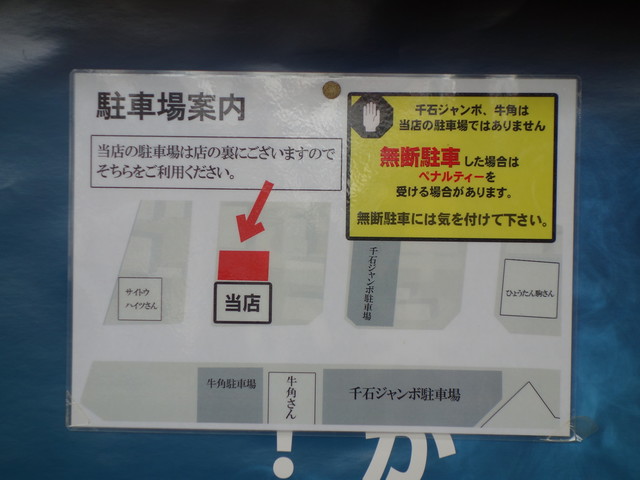 駐車場案内
当店の駐車場は店の裏にございますので
そちらをご利用ください。
千石ジャンボ、牛角は
当店の駐車場ではありません
無断駐車した場合は
ペナルティーを
受ける場合があります。
無断駐車には気を付けて下さい。
サイトウ
ハイツさん
当店
千石ジャンボ駐車場
ひょうたん駒さん
牛角駐車場
牛角さん
千石ジャンボ駐車場
！か